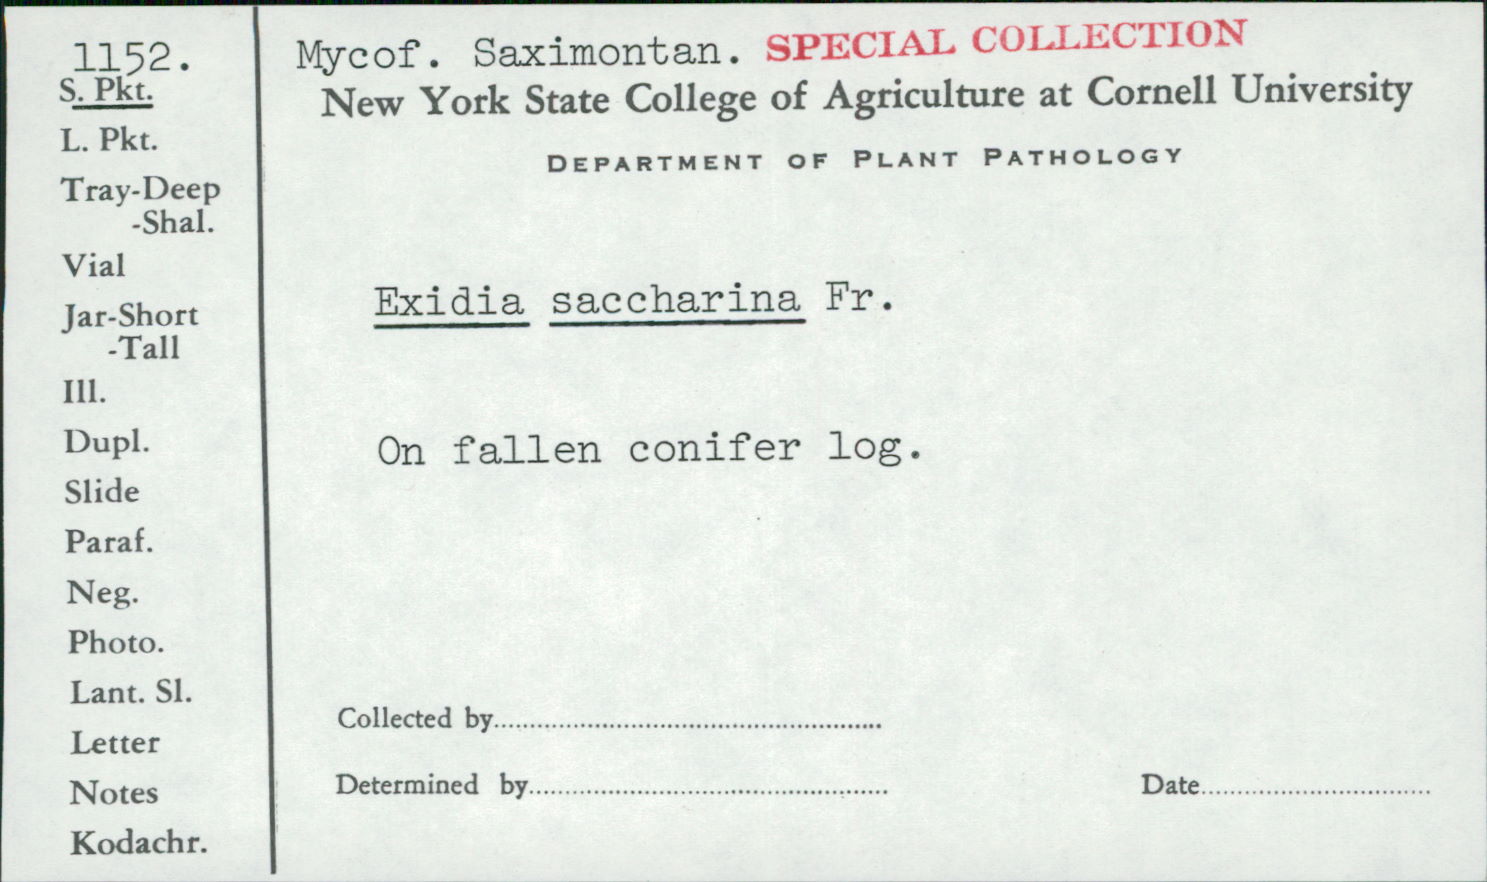 1152.
S. Pkt.
L. Pkt.
Tray-Deep
-Shal.
Vial
Jar-Short
-Tall
Ill.
Dupl.
Slide
Paraf.
Neg.
Photo.
Lant. Sl.
Letter
Notes
Kodachr.
Mycof. Saximontan. SPECIAL COLLECTION
New York State College of Agriculture at Cornell University
DEPARTMENT OF PLANT PATHOLOGY
Exidia saccharina Fr.
On fallen conifer log.
Collected by
Determined by
Date